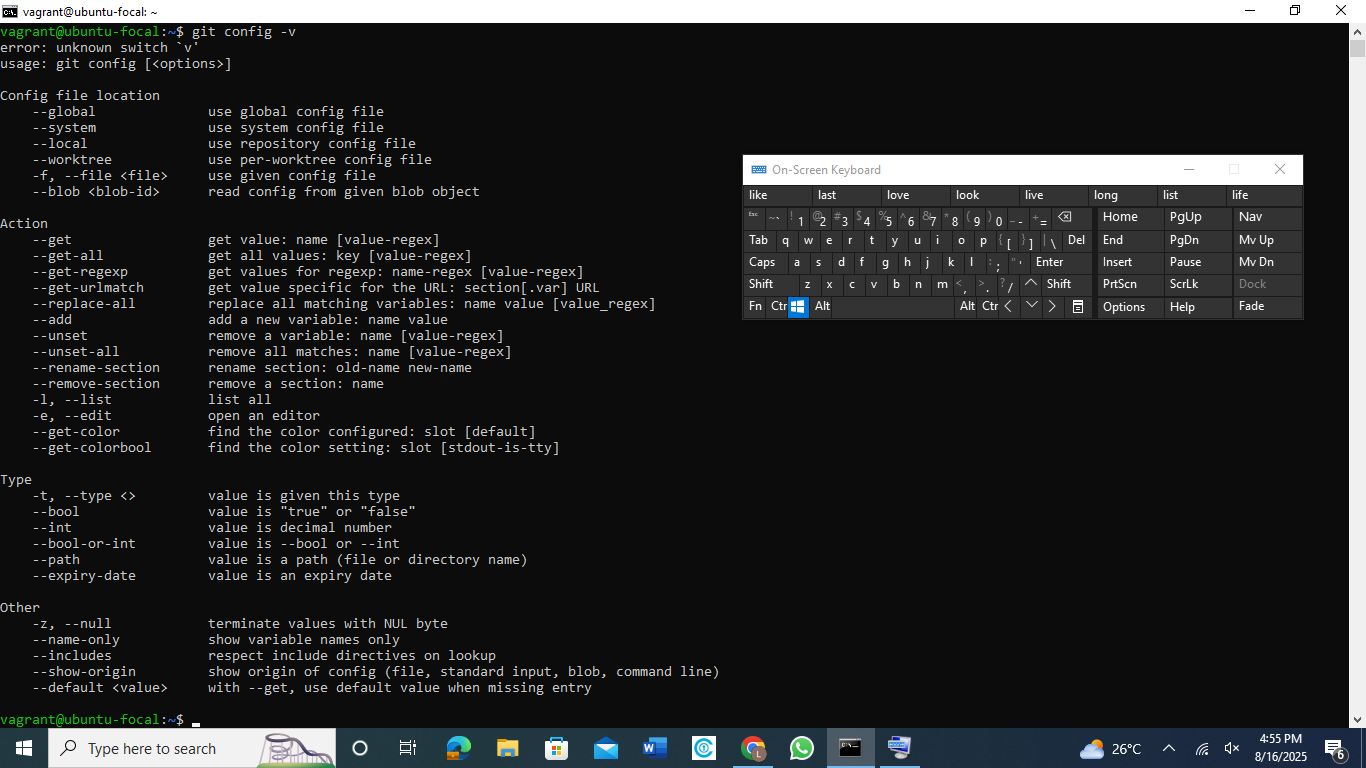 vagrant@ubuntu-focal: ~
vagrant@ubuntu-focal:~$ git config -v
error: unknown switch `v'
usage: git config [<options>]
Config file location
--global use global config file
--system use system config file
--local use repository config file
--worktree use per-worktree config file
-f, --file <file> use given config file
--blob <blob-id> read config from given blob object
Action
--get get value: name [value-regex]
--get-all get all values: key [value-regex]
--get-regexp get values for regexp: name-regex [value-regex]
--get-urlmatch get value specific for the URL: section[.var] URL
--replace-all replace all matching variables: name value [value_regex]
--add add a new variable: name value
--unset remove a variable: name [value-regex]
--unset-all remove all matches: name [value-regex]
--rename-section rename section: old-name new-name
--remove-section remove a section: name
-l, --list list all
-e, --edit open an editor
--get-color find the color configured: slot [default]
--get-colorbool find the color setting: slot [stdout-is-tty]
Type
-t, --type <> value is given this type
--bool value is "true" or "false"
--int value is decimal number
--bool-or-int value is --bool or --int
--path value is a path (file or directory name)
--expiry-date value is an expiry date
Other
-z, --null terminate values with NUL byte
--name-only show variable names only
--includes respect include directives on lookup
--show-origin show origin of config (file, standard input, blob, command line)
--default <value> with --get, use default value when missing entry
vagrant@ubuntu-focal:~$
On-Screen Keyboard
like last love look live long list life
Esc ~ ` ! 1 @ 2 # 3 $ 4 % 5 ^ 6 & 7 * 8 ( 9 ) 0 _ - + = Home PgUp Nav
Tab q w e r t y u i o p { [ } ] | \ Del End PgDn Mv Up
Caps a s d f g h j k l : ; " ' Enter Insert Pause Mv Dn
Shift z x c v b n m < , > . ? / Shift PrtScn ScrLk Dock
Fn Ctr Alt Alt Ctr Options Help Fade
Type here to search
L
26°C
4:55 PM
8/16/2025
6